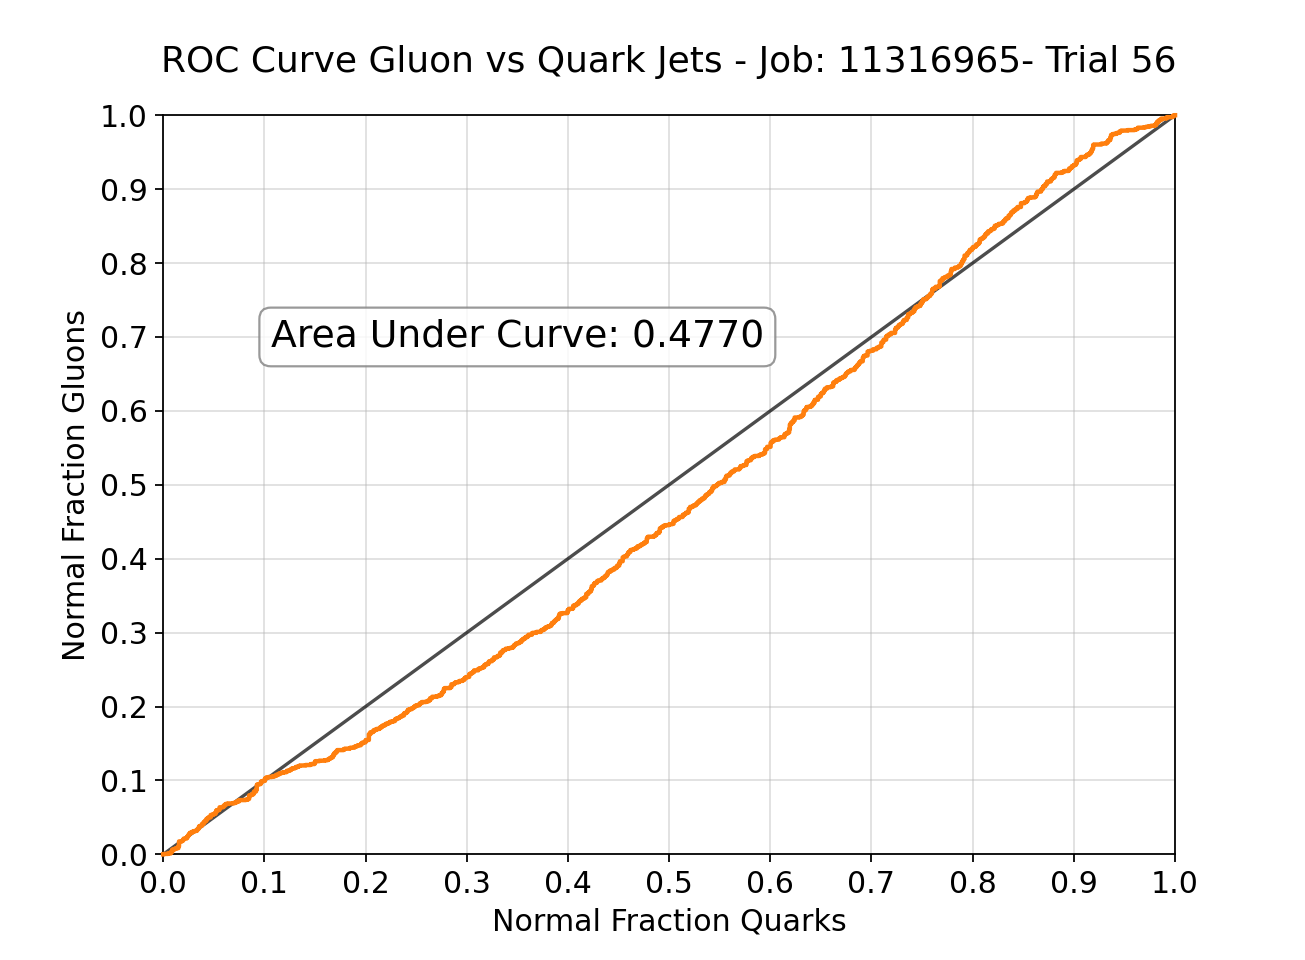 ROC Curve Gluon vs Quark Jets - Job: 11316965- Trial 56
1.0
0.9
0.8
0.7
0.6
0.5
0.4
0.3
0.2
0.1
0.0
Normal Fraction Gluons
Area Under Curve: 0.4770
0.0 0.1 0.2 0.3 0.4 0.5 0.6 0.7 0.8 0.9 1.0
Normal Fraction Quarks